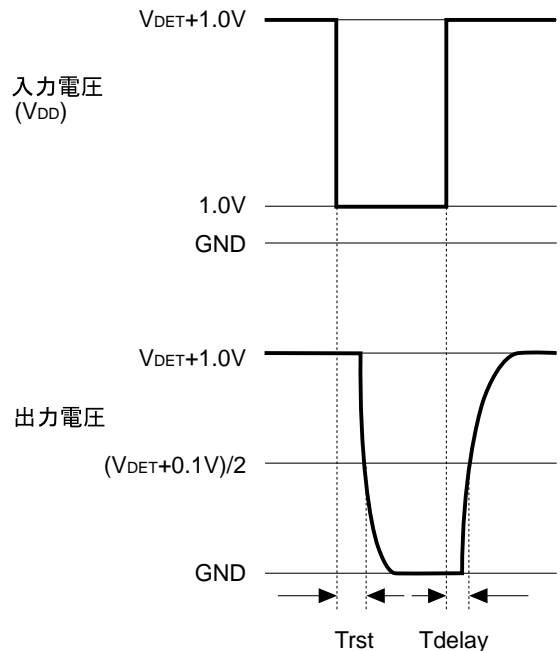 VDET+1.0V
入力電圧
(VDD)
1.0V
GND
VDET+1.0V
出力電圧
(VDET+0.1V)/2
GND
Trst
Tdelay